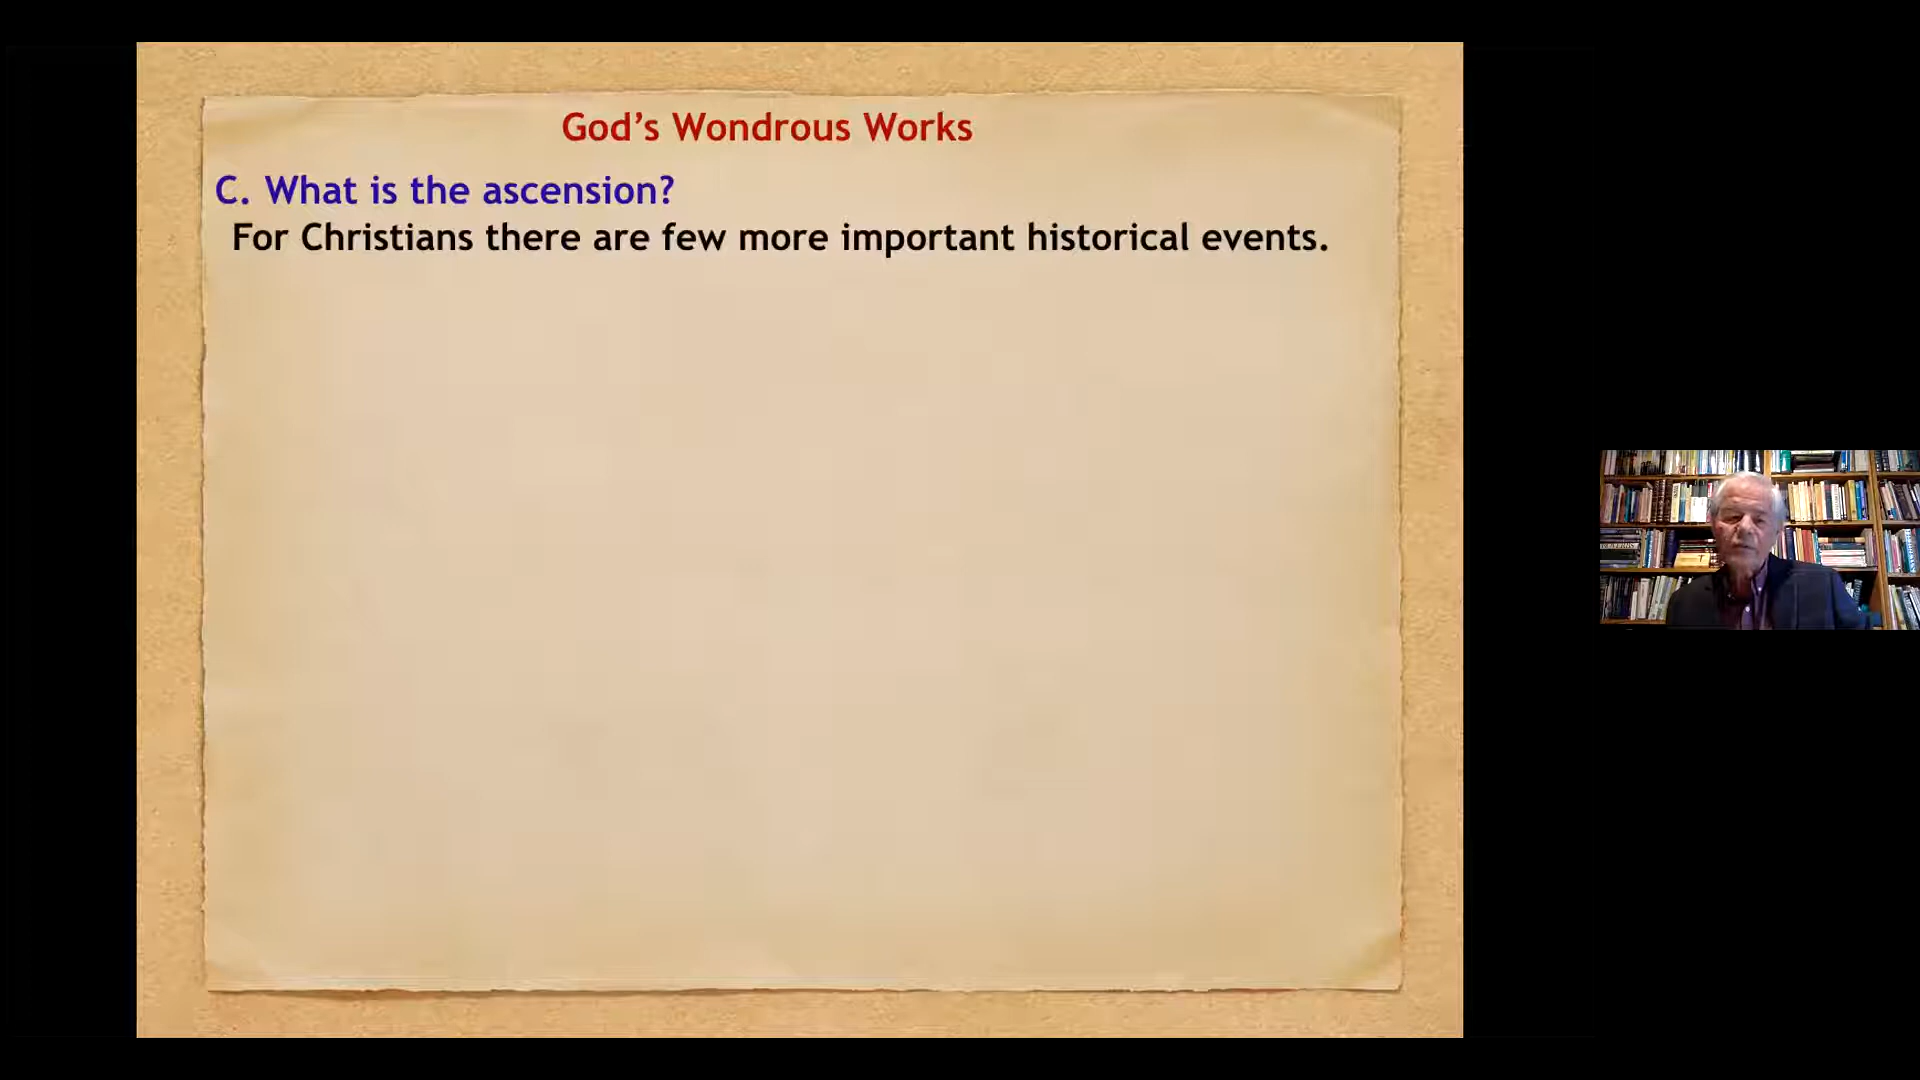 God’s Wondrous Works
C. What is the ascension?
For Christians there are few more important historical events.